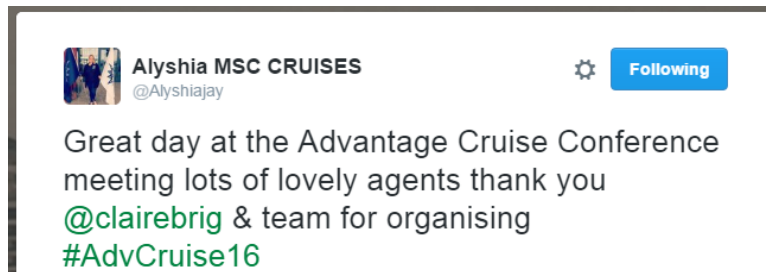 Alyshia MSC CRUISES
@Alyshiajay
Following
Great day at the Advantage Cruise Conference
meeting lots of lovely agents thank you
@clairebrig & team for organising
#AdvCruise16